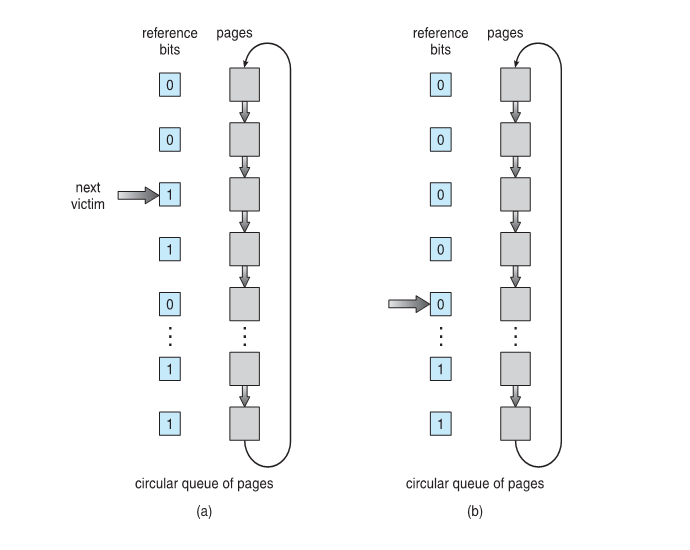 reference bits
pages
0
0
next victim
1
1
0
1
1
circular queue of pages
(a)
reference bits
pages
0
0
0
0
0
1
1
circular queue of pages
(b)